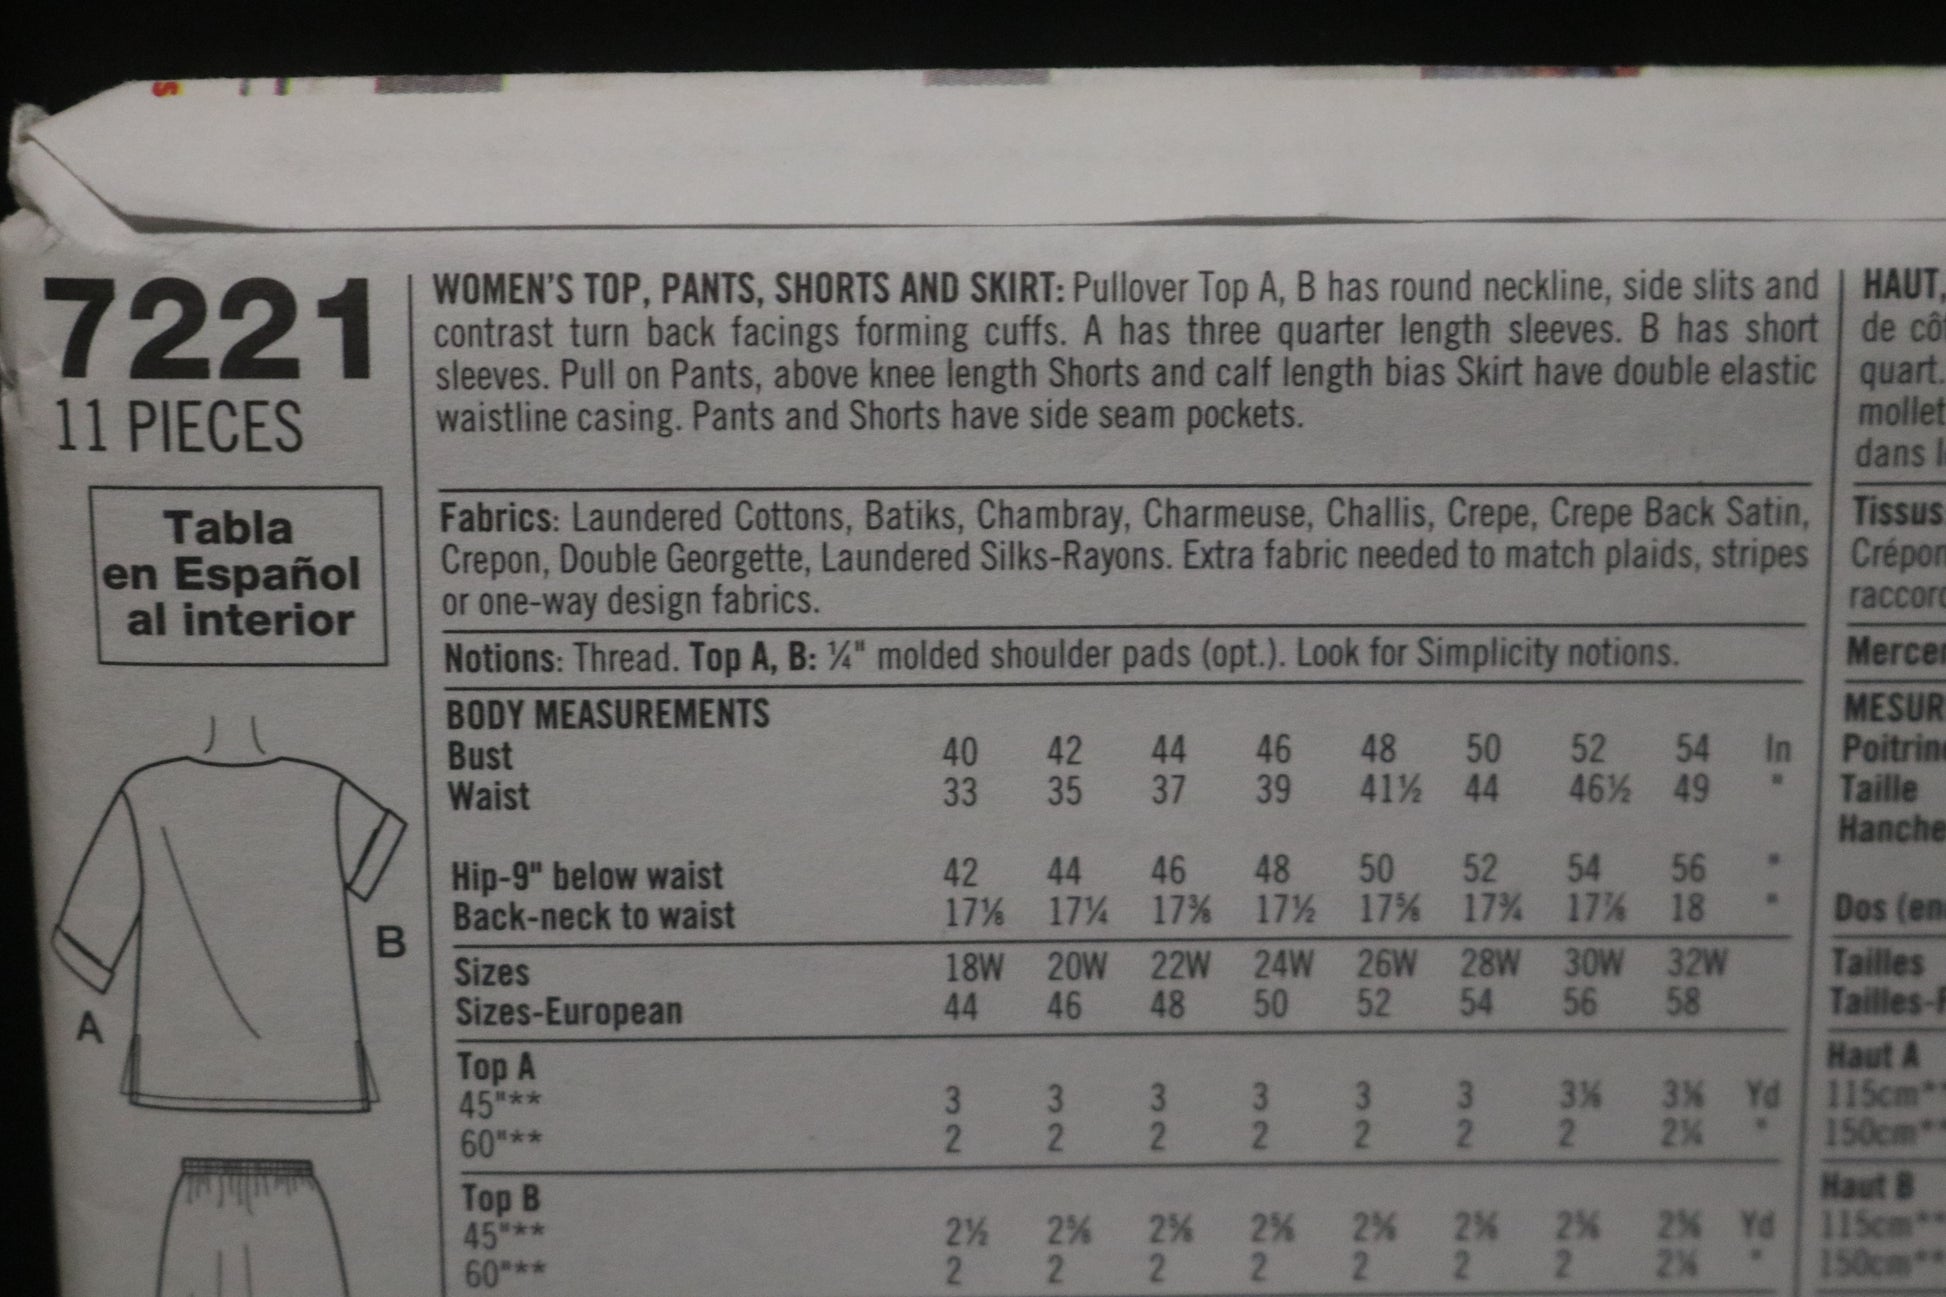 7221
11 PIECES
Tabla
en Español
al interior
B
A
WOMEN'S TOP, PANTS, SHORTS AND SKIRT: Pullover Top A, B has round neckline, side slits and
contrast turn back facings forming cuffs. A has three quarter length sleeves. B has short
sleeves. Pull on Pants, above knee length Shorts and calf length bias Skirt have double elastic
waistline casing. Pants and Shorts have side seam pockets.
Fabrics: Laundered Cottons, Batiks, Chambray, Charmeuse, Challis, Crepe, Crepe Back Satin,
Crepon, Double Georgette, Laundered Silks-Rayons. Extra fabric needed to match plaids, stripes
or one-way design fabrics.
Notions: Thread. Top A, B: ¼" molded shoulder pads (opt.). Look for Simplicity notions.
BODY MEASUREMENTS
Bust 40 42 44 46 48 50 52 54 In
Waist 33 35 37 39 41½ 44 46½ 49 "
Hip-9" below waist 42 44 46 48 50 52 54 56 "
Back-neck to waist 17⅛ 17¼ 17⅜ 17½ 17⅝ 17¾ 17⅞ 18 "
Sizes 18W 20W 22W 24W 26W 28W 30W 32W
Sizes-European 44 46 48 50 52 54 56 58
Top A
45"** 3 3 3 3 3 3 Yd
60"** 2 2 2 2 2 2 2 "
Top B
45"** 2½ Yd
60"** 2 2 2 2 2 2 2 "
HAUT,
de cô
quart.
mollet
dans l
Tissus
Crépon
raccord
Mercer
MESUR
Poitrine
Taille
Hanche
Dos (en
Tailles
Tailles-
Haut A
115cm**
150cm**
Haut B
115cm**
150cm**